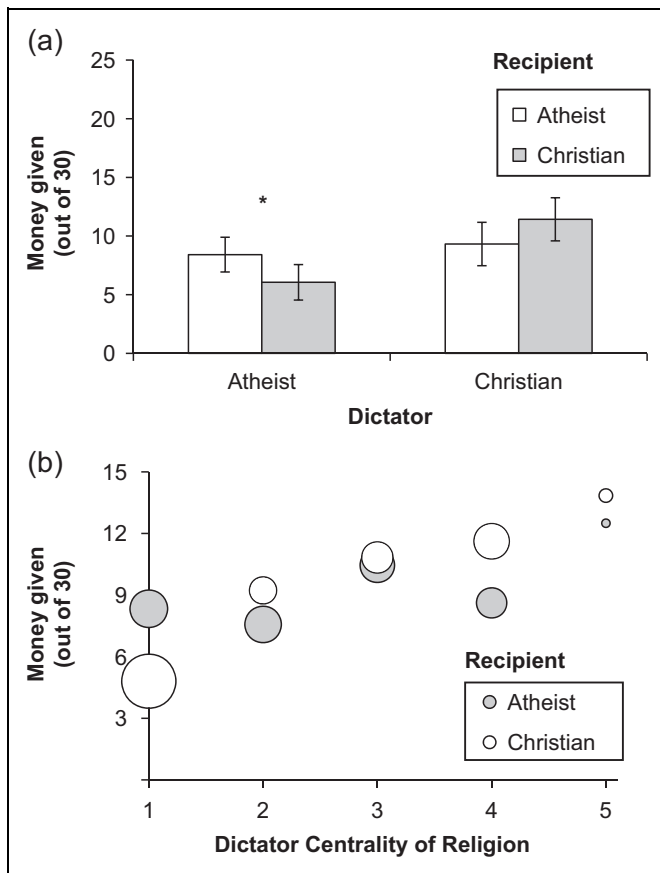 (a)
25
20
15
10
5
0
Money given
(out of 30)
Recipient
Atheist
Christian
*
Atheist
Christian
Dictator
(b)
15
12
9
6
3
Money given
(out of 30)
Recipient
Atheist
Christian
1 2 3 4 5
Dictator Centrality of Religion